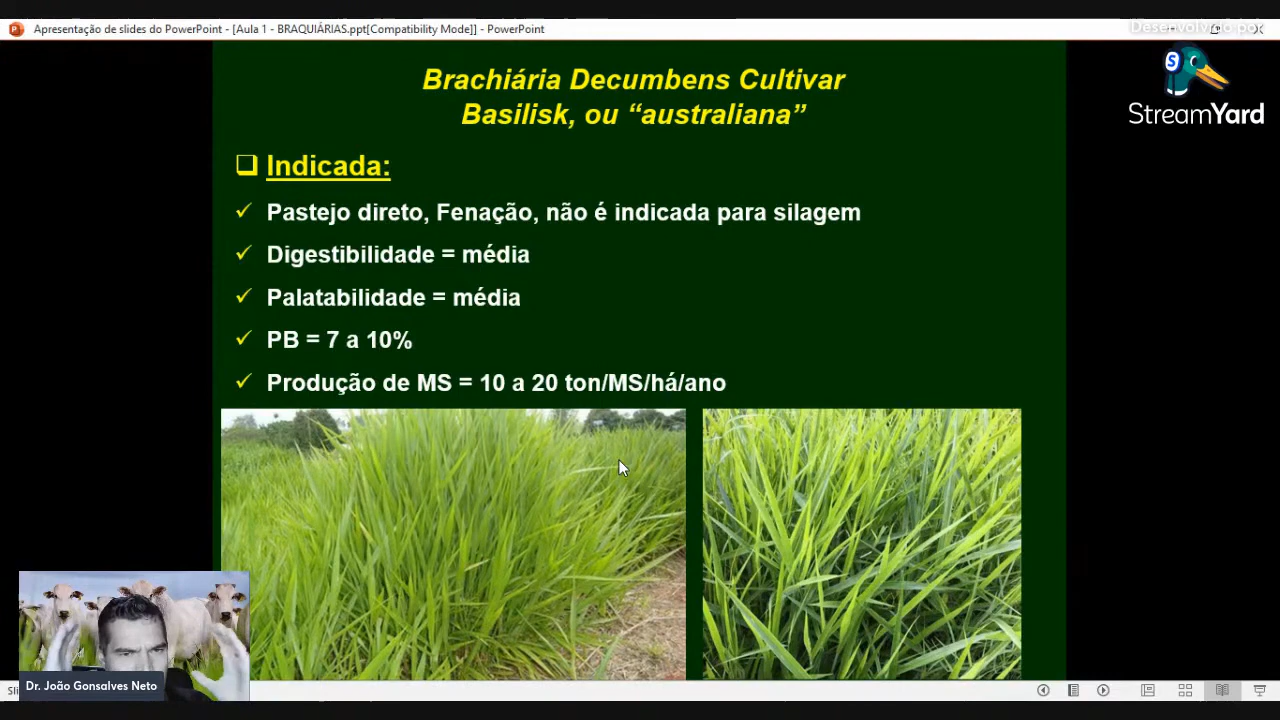 Apresentação de slides do PowerPoint - [Aula 1 - BRAQUIÁRIAS.ppt[Compatibility Mode]] - PowerPoint
Desenvolvido por
StreamYard
Brachiária Decumbens Cultivar
Basilisk, ou “australiana”
Indicada:
Pastejo direto, Fenação, não é indicada para silagem
Digestibilidade = média
Palatabilidade = média
PB = 7 a 10%
Produção de MS = 10 a 20 ton/MS/há/ano
Dr. João Gonsalves Neto